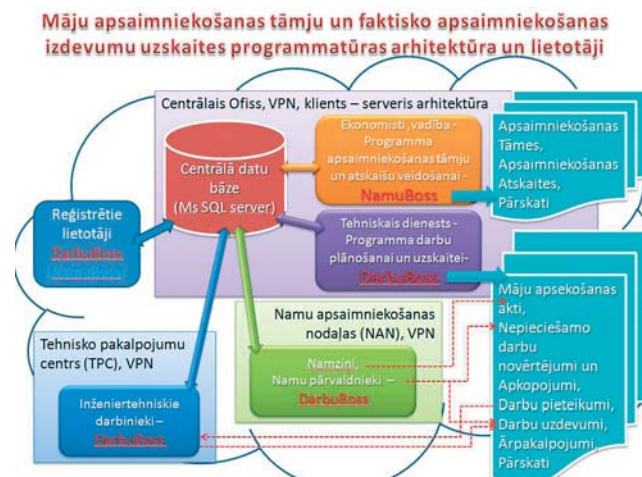 Māju apsaimniekošanas tāmju un faktisko apsaimniekošanas
izdevumu uzskaites programmatūras arhitektūra un lietotāji
Centrālais Ofiss, VPN, klients – serveris arhitektūra
Centrālā datu
bāze
(Ms SQL server)
Ekonomisti ,vadība -
Programma
apsaimniekošanas tāmju
un atskaišu veidošanai -
NamuBoss
Apsaimniekošanas
Tāmes,
Apsaimniekošanas
Atskaites,
Pārskati
Reģistrētie
lietotāji
DarbuBoss
(NamuBoss)
Tehniskais dienests -
Programma darbu
plānošanai un uzskaitei-
DarbuBoss
Māju apsekošanas
akti,
Nepieciešamo
darbu
novērtējumi un
Apkopojumi,
Darbu pieteikumi,
Darbu uzdevumi,
Ārpakalpojumi,
Pārskati
Namu apsaimniekošanas
nodaļas (NAN), VPN
Namziņi,
Namu pārvaldnieki –
DarbuBoss
Tehnisko pakalpojumu
centrs (TPC), VPN
Inženiertehniskie
darbinieki –
DarbuBoss